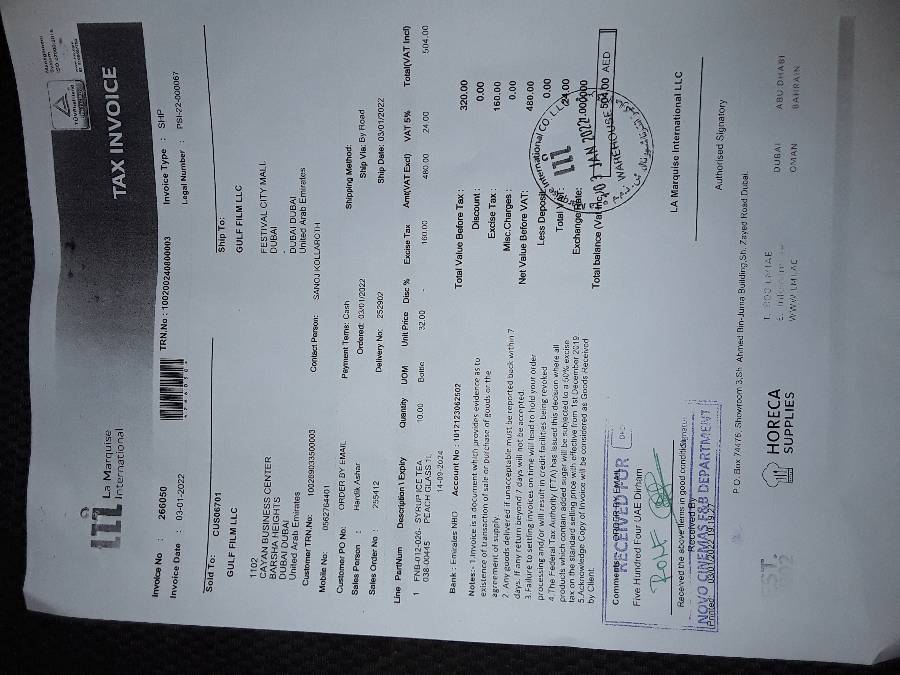 La Marquise
International
TAX INVOICE
Invoice No : 266050
TRN.No : 100200240800003
Invoice Type : SHP
Invoice Date : 03-01-2022
Legal Number : PSI-22-000067
Sold To: CUS06701
Ship To:
GULF FILM LLC
GULF FILM LLC
1102
CAYAN BUSINESS CENTER
BARSHA HEIGHTS
DUBAI DUBAI
United Arab Emirates
FESTIVAL CITY MALL
DUBAI
DUBAI DUBAI
United Arab Emirates
Customer TRN.No: 100289033500003
Contact Person: SANOJ KOLLAROTH
Mobile No: 0562764401
Customer PO No: ORDER BY EMAIL
Payment Terms: Cash
Shipping Method:
Sales Person : Hardik Ashar
Ordered: 03/01/2022
Ship Via: By Road
Sales Order No : 255412
Delivery No: 252902
Ship Date: 03/01/2022
Line PartNum Description \ Expiry Quantity UOM Unit Price Disc % Excise Tax Amt(VAT Excl) VAT 5% Total(VAT Incl)
1 FNB-012-026- SYRUP ICE TEA 10.00 Bottle 32.00 - 160.00 480.00 24.00 504.00
038-00445 PEACH GLASS 1L
14-09-2024
Bank : Emirates NBD Account No : 1012123062502
Notes:- 1.Invoice is a document which provides evidence as to
existence of transaction of sale or purchase of goods or the
agreement of supply
2. Any goods delivered if unacceptable must be reported back within 7
days. If any return beyond 7 days will not be accepted.
3. Failure to settle invoices on time will lead to hold your order
processing and/or will result in credit facilities being revoked
4.The Federal Tax Authority (FTA) has issued this decision where all
products which contain added sugar will be subjected to a 50% excise
tax on the standard selling price with effective from 1st December 2019
5.Acknowledge Copy of Invoice will be considered as Goods Received
by Client
Total Value Before Tax : 320.00
Discount : 0.00
Excise Tax : 160.00
Misc.Charges : 0.00
Net Value Before VAT: 480.00
Less Deposit 0.00
Total 24.00
Exchange Rate: 1.000000
Total balance (Vat Inc) 504.00 AED
International CO. LLC
03 JAN 2022
WAREHOUSE
Comments: ORDER BY EMAIL
RECEIVED FOR
Five Hundred Four UAE Dirham
Received the above items in good condition
Received By
NOVO CINEMAS F&B DEPARTMENT
Printed: 03/01/2022
LA Marquise International LLC
Authorised Signatory
P.O. Box 74476, Showroom 3,Sh. Ahmed Bin-Juma Building,Sh. Zayed Road Dubai.
HORECA
SUPPLIES
T. 800 LMIAE
WWW.LMI.AE
DUBAI ABU DHABI
OMAN BAHRAIN
EST.